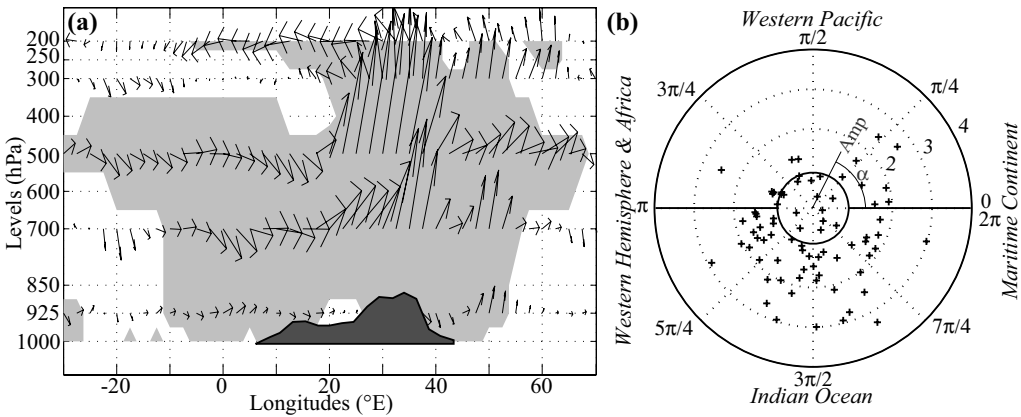 (a)
Levels (hPa)
200
250
300
400
500
600
700
850
925
1000
-20
0
20
40
60
Longitudes (°E)
(b)
Western Pacific
π/2
3π/4
π/4
4
3
2
Amp
α
Western Hemisphere & Africa
π
0
2π
Maritime Continent
5π/4
7π/4
3π/2
Indian Ocean